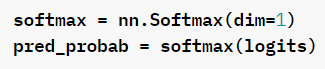 softmax = nn.Softmax(dim=1)
pred_probab = softmax(logits)